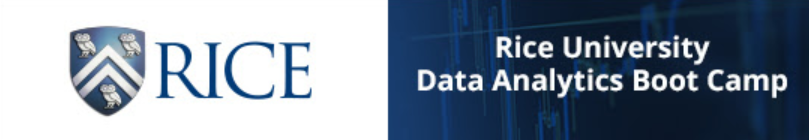 RICE
Rice University
Data Analytics Boot Camp